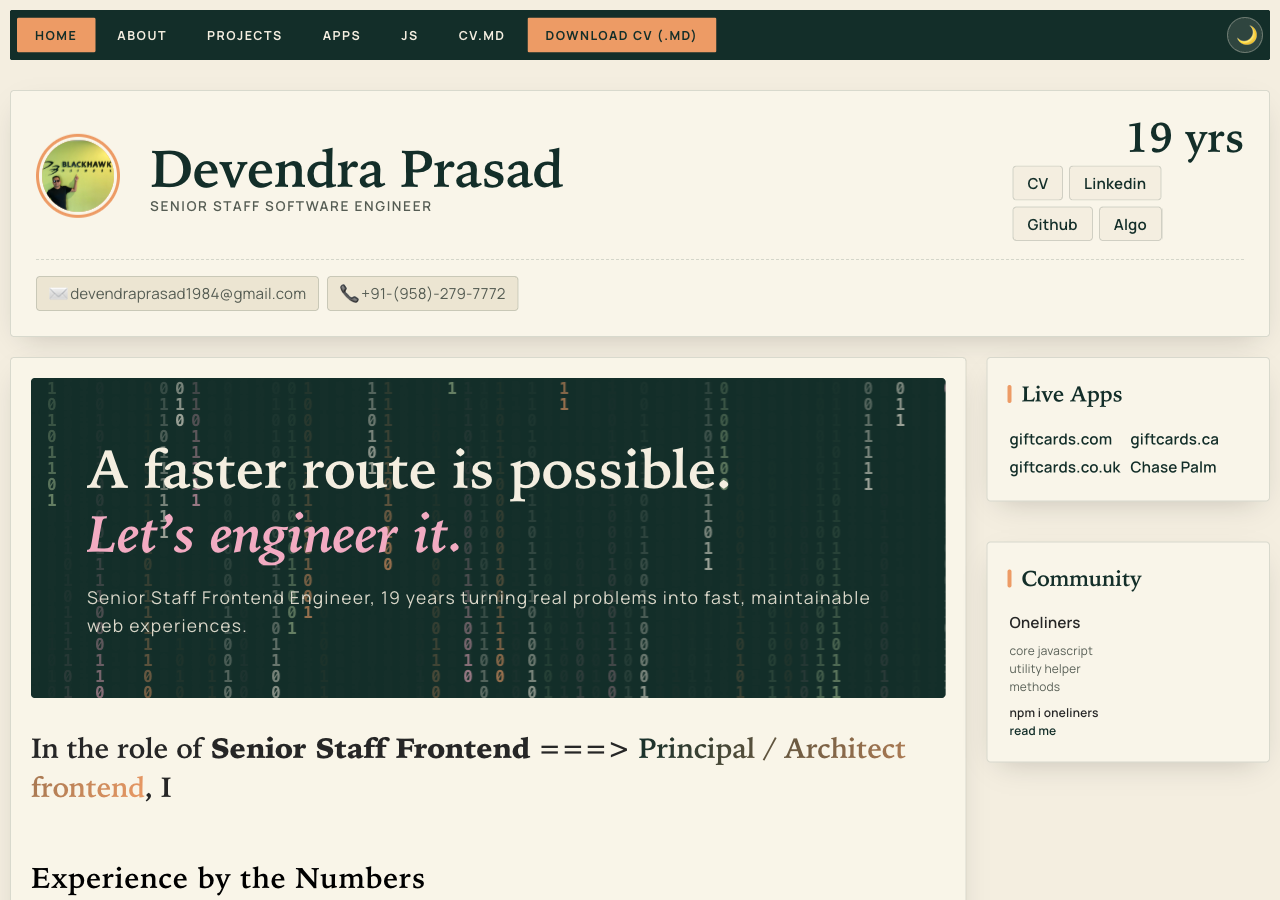 HOME ABOUT PROJECTS APPS JS CV.MD DOWNLOAD CV (.MD)
BLACKHAWK
Devendra Prasad
SENIOR STAFF SOFTWARE ENGINEER
19 yrs
CV Linkedin
Github Algo
devendraprasad1984@gmail.com +91-(958)-279-7772
A faster route is possible.
Let's engineer it.
Senior Staff Frontend Engineer, 19 years turning real problems into fast, maintainable
web experiences.
In the role of Senior Staff Frontend ===> Principal / Architect
frontend, I
Experience by the Numbers
Live Apps
giftcards.com giftcards.ca
giftcards.co.uk Chase Palm
Community
Oneliners
core javascript
utility helper
methods
npm i oneliners
read me